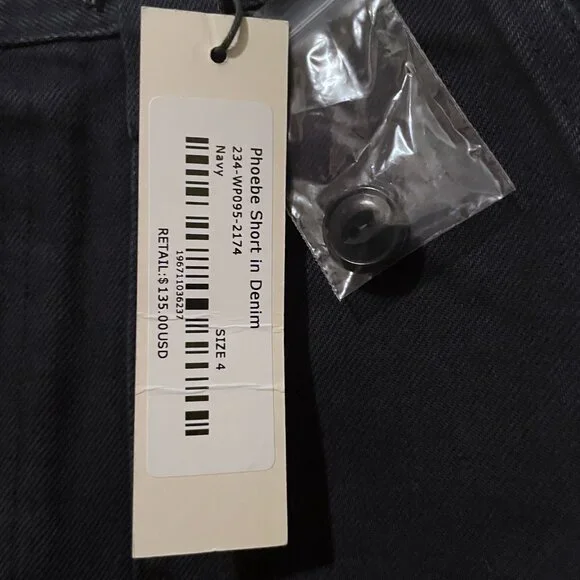 Phoebe Short in Denim
234-WP095-2174
Navy
SIZE 4
196711036237
RETAIL:$135.00USD